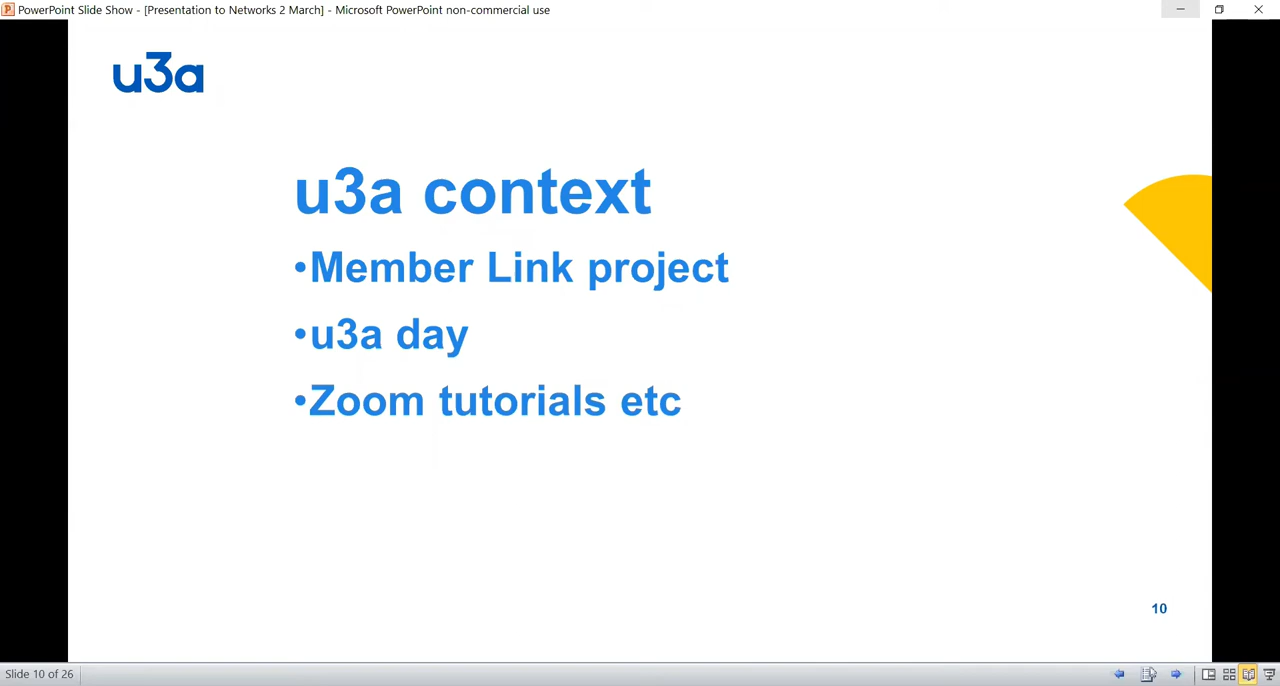 PowerPoint Slide Show - [Presentation to Networks 2 March] - Microsoft PowerPoint non-commercial use
u3a
u3a context
•Member Link project
•u3a day
•Zoom tutorials etc
10
Slide 10 of 26